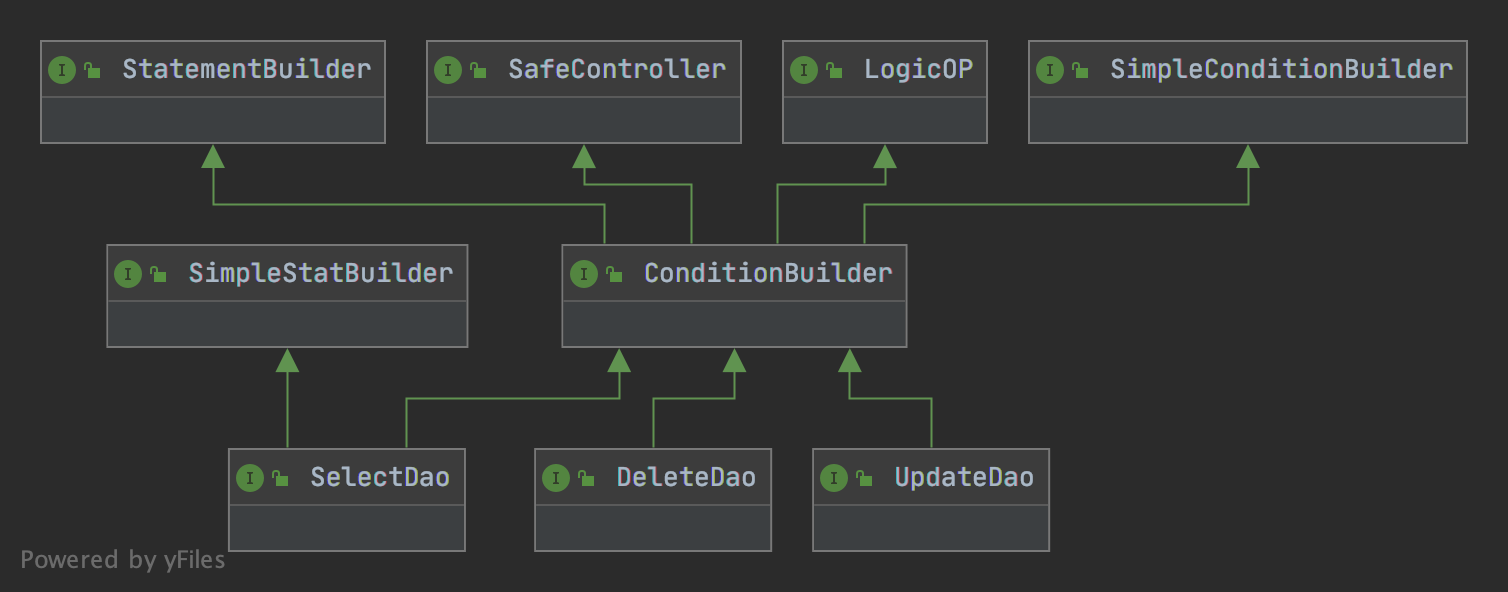 StatementBuilder
SafeController
LogicOP
SimpleConditionBuilder
SimpleStatBuilder
ConditionBuilder
SelectDao
DeleteDao
UpdateDao
Powered by yFiles